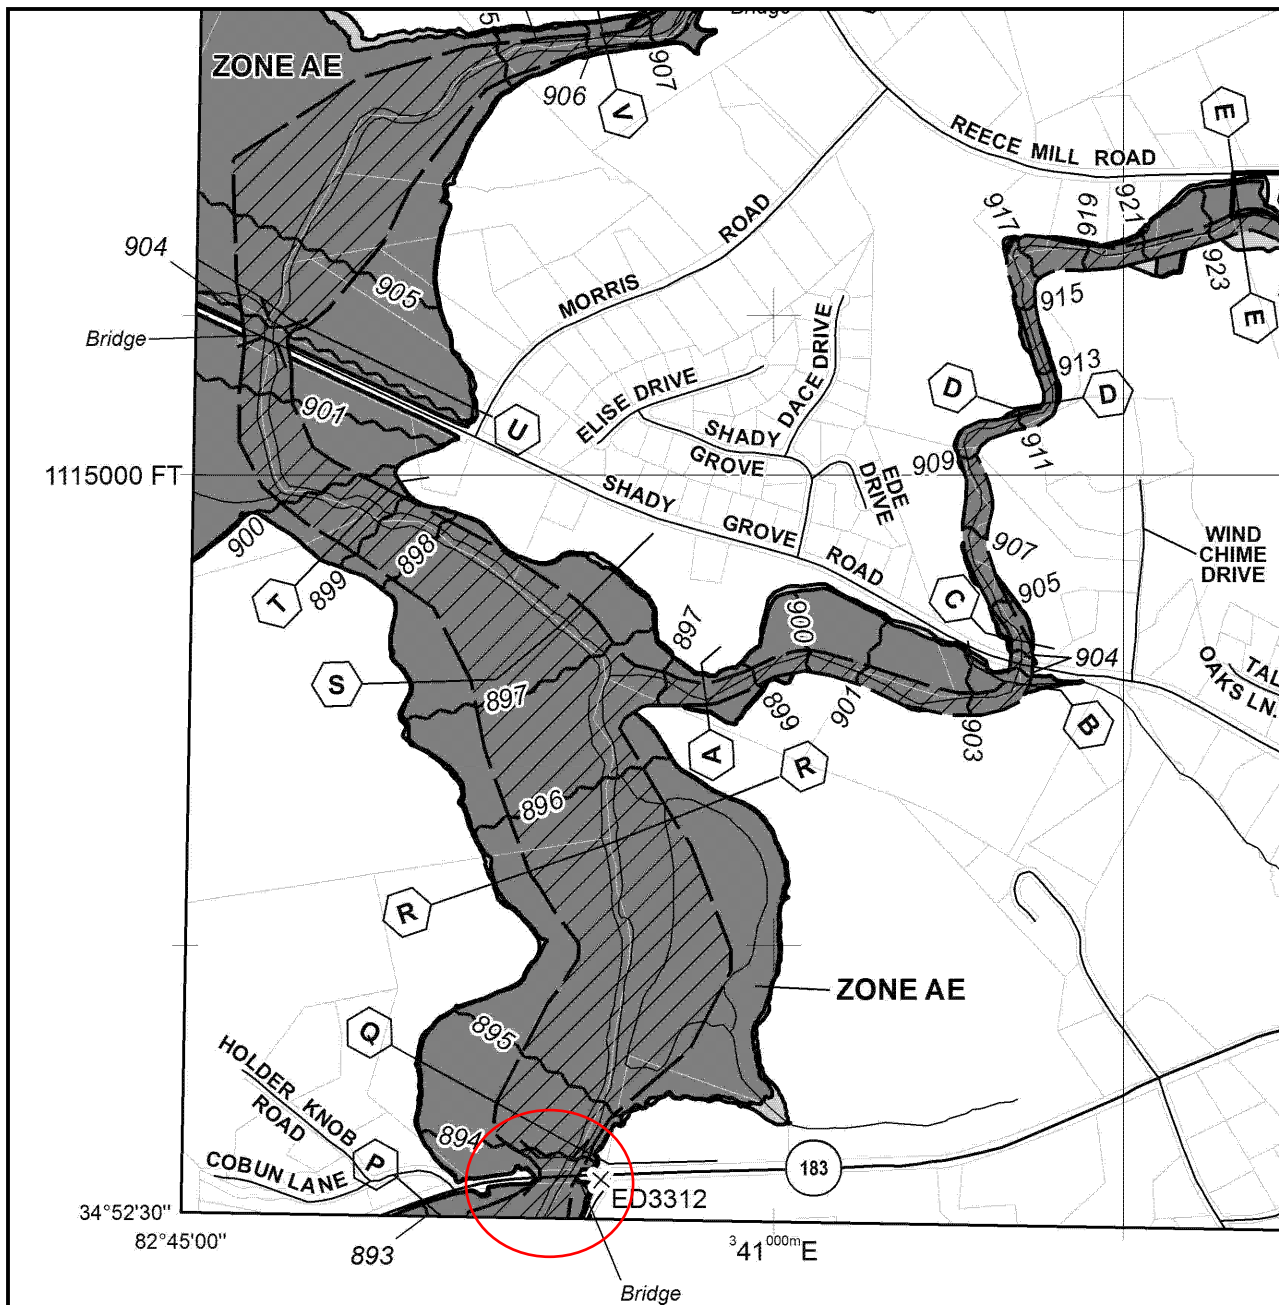 Bridge
ZONE AE
5
906
907
V
E
REECE MILL ROAD
917
919
921
923
904
905
MORRIS
ROAD
915
E
Bridge
901
U
ELISE DRIVE
DACE DRIVE
SHADY
GROVE
D
913
D
911
909
1115000 FT
EDE
DRIVE
SHADY
GROVE
ROAD
WIND
CHIME
DRIVE
900
T
899
898
907
905
C
897
900
904
S
897
A
899
901
903
B
TAL
OAKS LN.
R
896
R
ZONE AE
Q
895
HOLDER KNOB
ROAD
894
P
COBUN LANE
183
ED3312
34°52'30"
82°45'00"
893
341000mE
Bridge